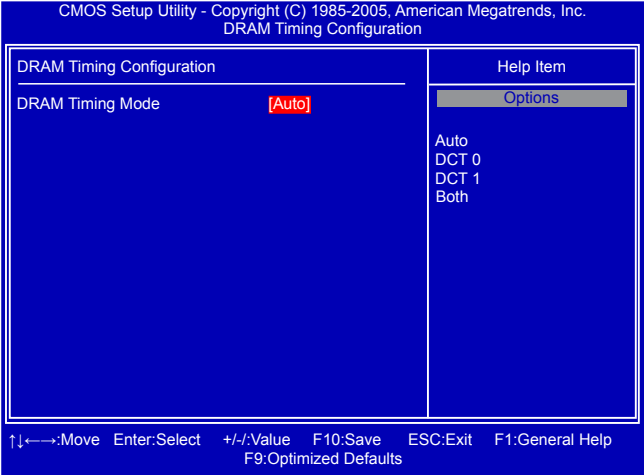 CMOS Setup Utility - Copyright (C) 1985-2005, American Megatrends, Inc.
DRAM Timing Configuration
DRAM Timing Configuration
DRAM Timing Mode [Auto]
Help Item
Options
Auto
DCT 0
DCT 1
Both
↑↓←→:Move Enter:Select +/-/:Value F10:Save ESC:Exit F1:General Help
F9:Optimized Defaults